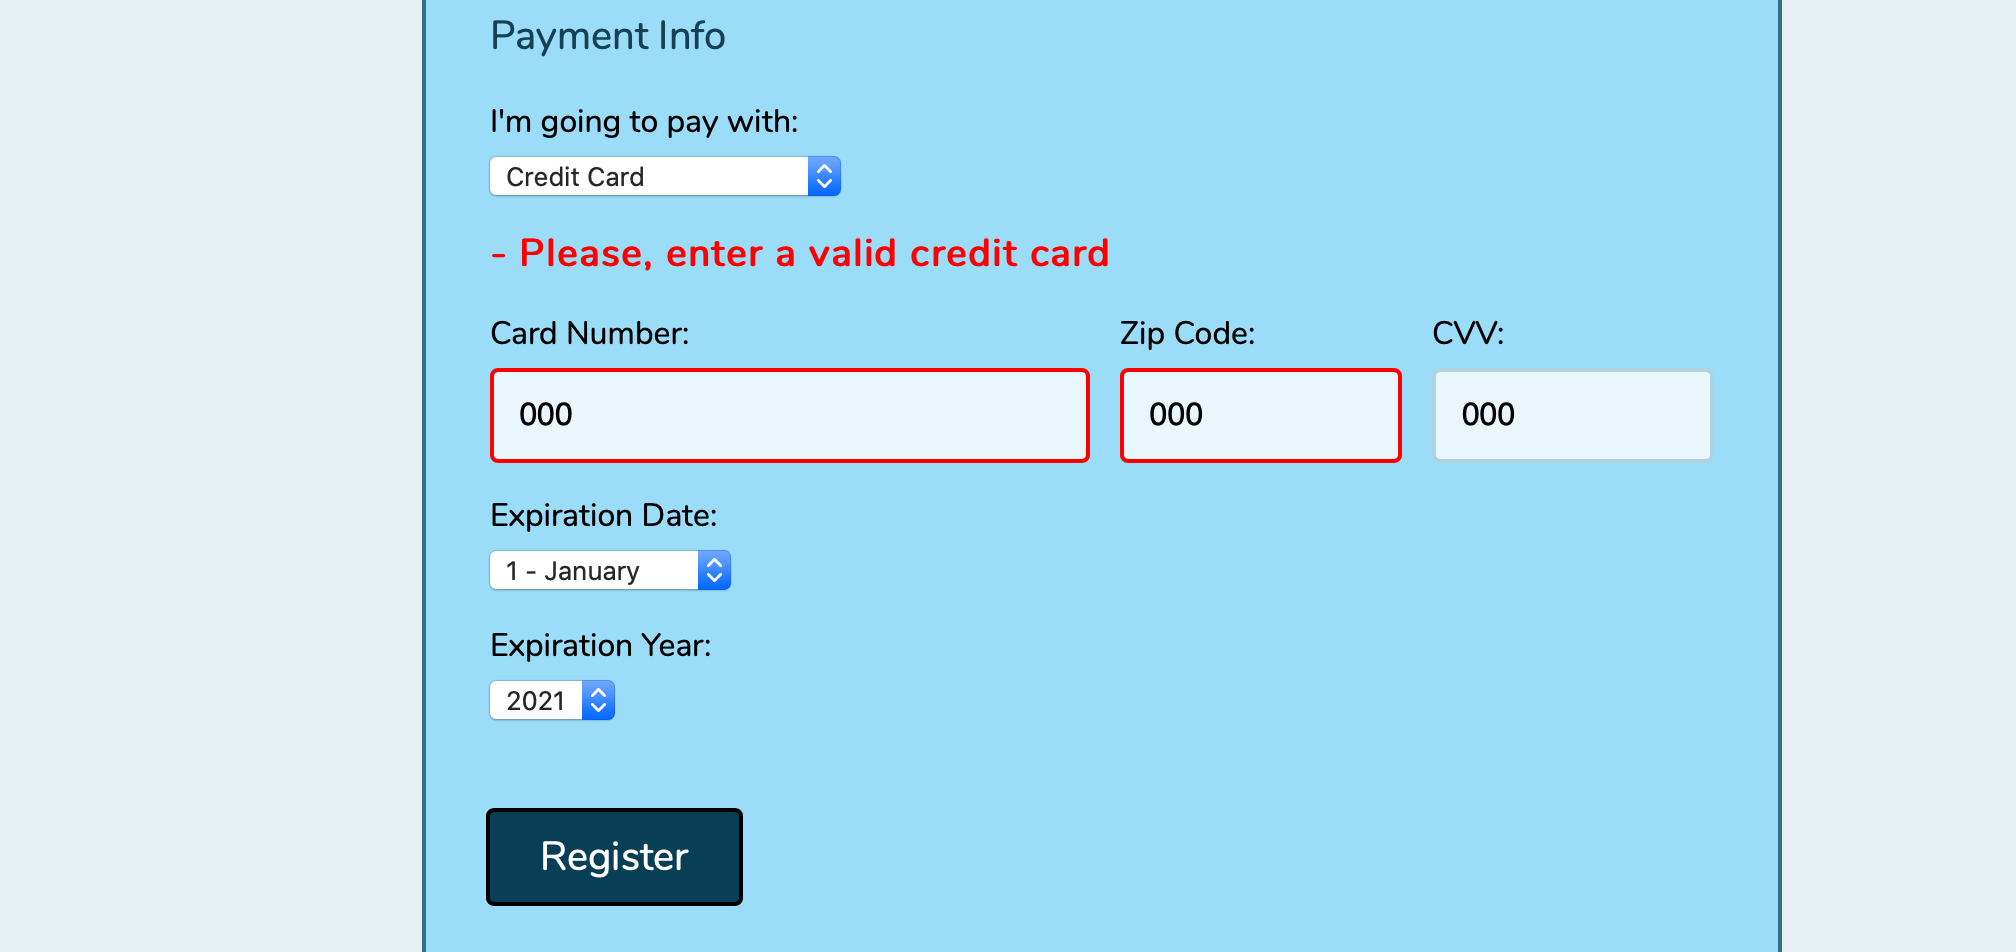 Payment Info
I'm going to pay with:
Credit Card
- Please, enter a valid credit card
Card Number: Zip Code: CVV:
000 000 000
Expiration Date:
1 - January
Expiration Year:
2021
Register